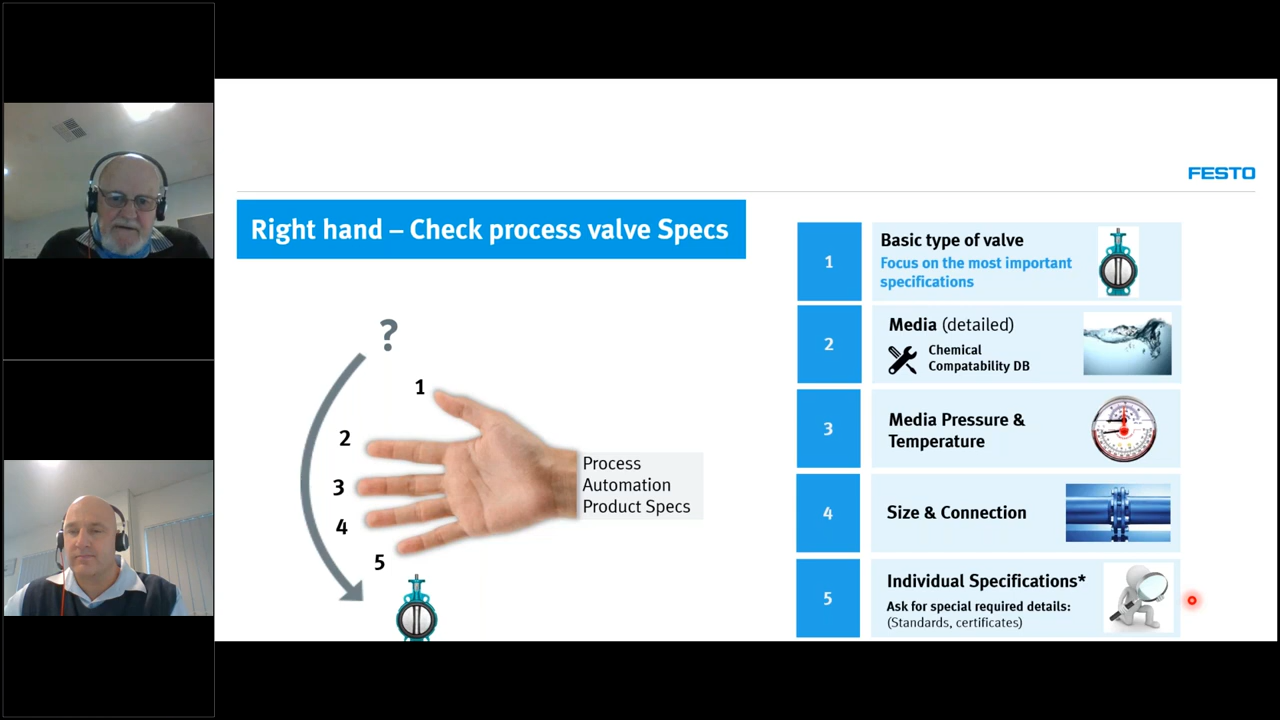 FESTO
Right hand – Check process valve Specs
?
1
2
3
4
5
Process
Automation
Product Specs
1
Basic type of valve
Focus on the most important
specifications
2
Media (detailed)
Chemical
Compatability DB
3
Media Pressure &
Temperature
4
Size & Connection
5
Individual Specifications*
Ask for special required details:
(Standards, certificates)